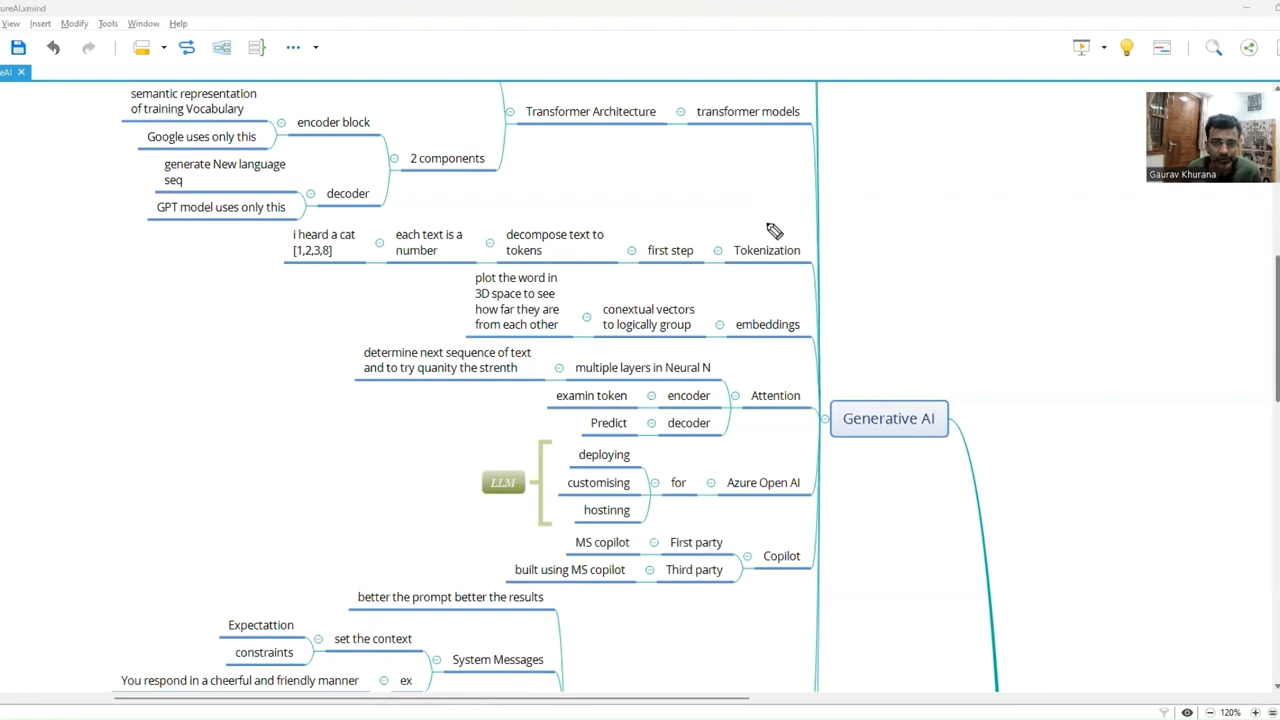 ureAI.xmind
View Insert Modify Tools Window Help
eAI
semantic representation
of training Vocabulary
encoder block
Google uses only this
generate New language
seq
decoder
GPT model uses only this
2 components
Transformer Architecture
transformer models
Gaurav Khurana
i heard a cat
[1,2,3,8]
each text is a
number
decompose text to
tokens
first step
Tokenization
plot the word in
3D space to see
how far they are
from each other
conextual vectors
to logically group
embeddings
determine next sequence of text
and to try quanity the strenth
multiple layers in Neural N
examin token
encoder
Attention
Predict
decoder
Generative AI
LLM
deploying
customising
hostinng
for
Azure Open AI
MS copilot
First party
Copilot
built using MS copilot
Third party
better the prompt better the results
Expectattion
constraints
set the context
System Messages
You respond in a cheerful and friendly manner
ex
120%